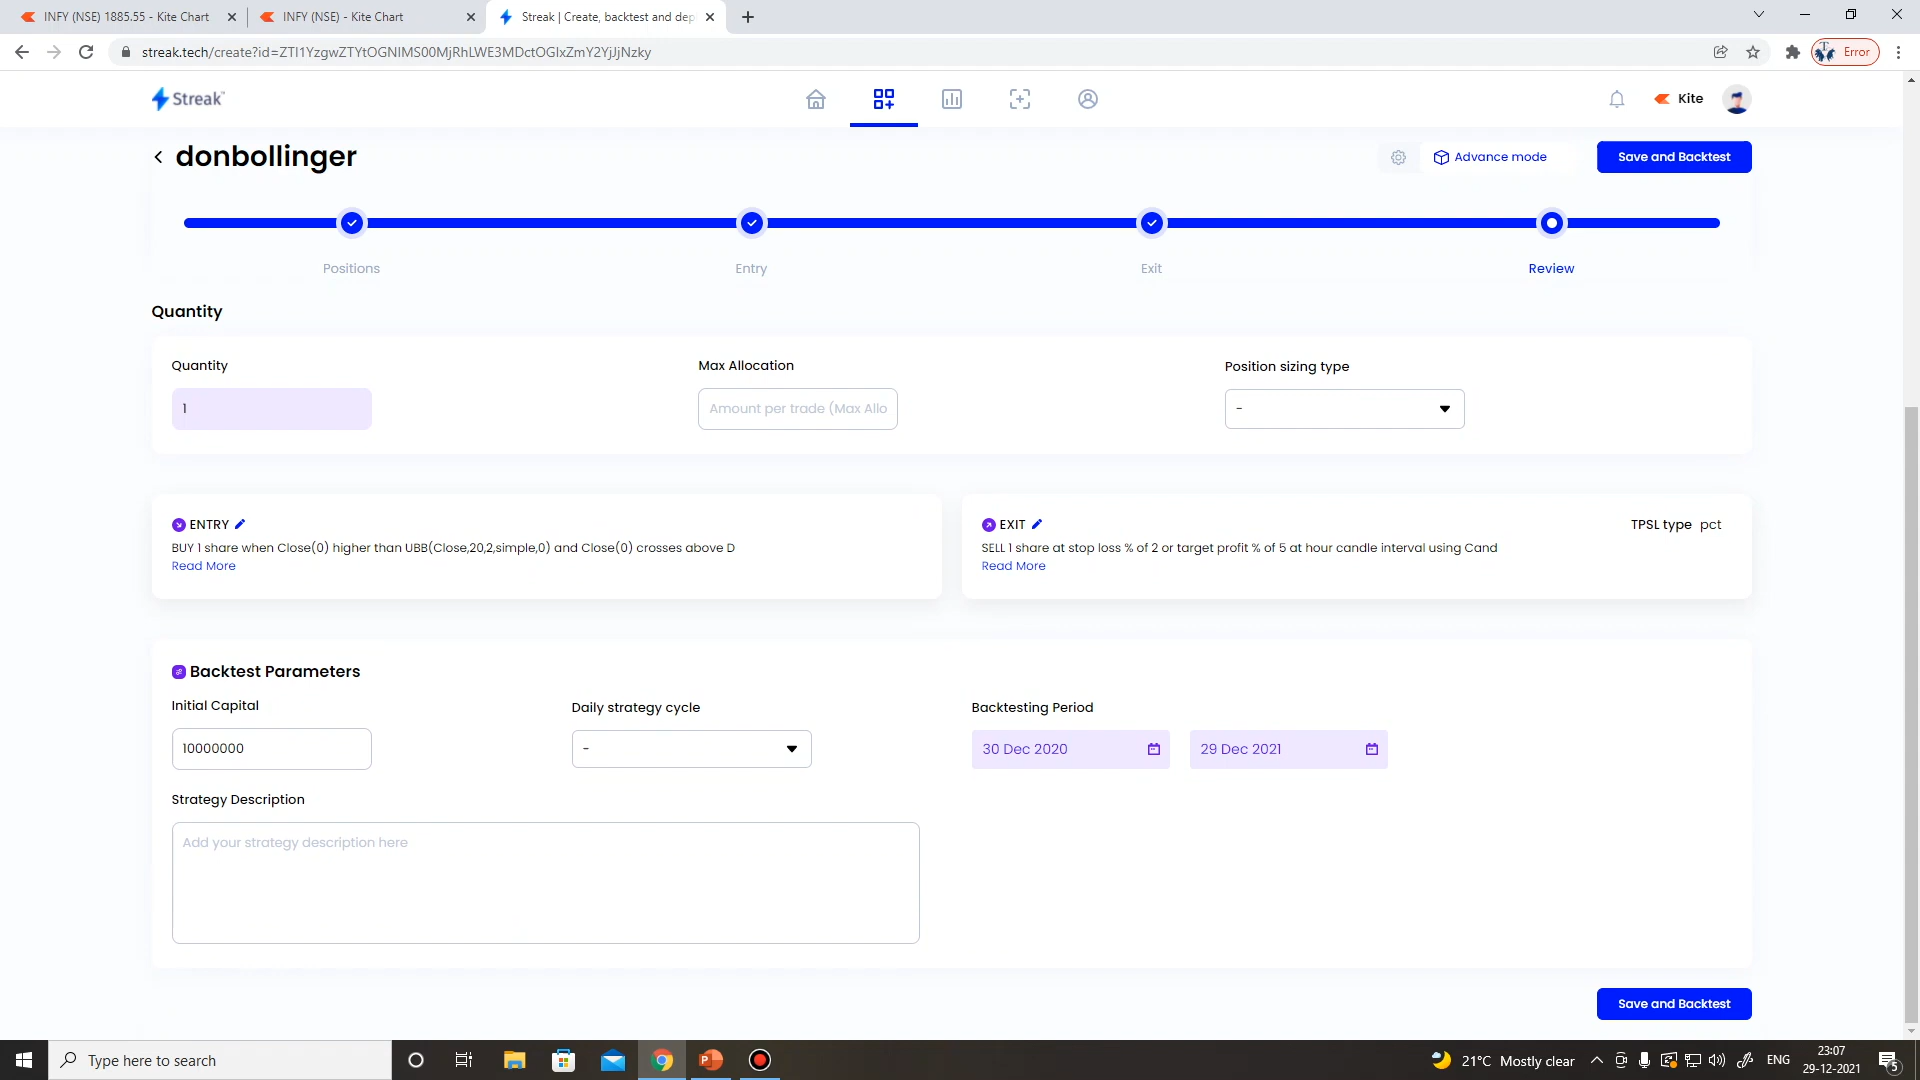 INFY (NSE) 1885.55 - Kite Chart
INFY (NSE) - Kite Chart
Streak | Create, backtest and dep
streak.tech/create?id=ZTI1YzgwZTYtOGNlMS00MjRhLWE3MDctOGIxZmY2YjJjNzky
Error
Streak™
Kite
donbollinger
Advance mode
Save and Backtest
Positions
Entry
Exit
Review
Quantity
Quantity
Max Allocation
Position sizing type
1
Amount per trade (Max Allo
-
ENTRY
BUY 1 share when Close(0) higher than UBB(Close,20,2,simple,0) and Close(0) crosses above D
Read More
EXIT
TPSL type pct
SELL 1 share at stop loss % of 2 or target profit % of 5 at hour candle interval using Cand
Read More
Backtest Parameters
Initial Capital
Daily strategy cycle
Backtesting Period
10000000
-
30 Dec 2020
29 Dec 2021
Strategy Description
Add your strategy description here
Save and Backtest
Type here to search
21°C Mostly clear
ENG
23:07
29-12-2021
5